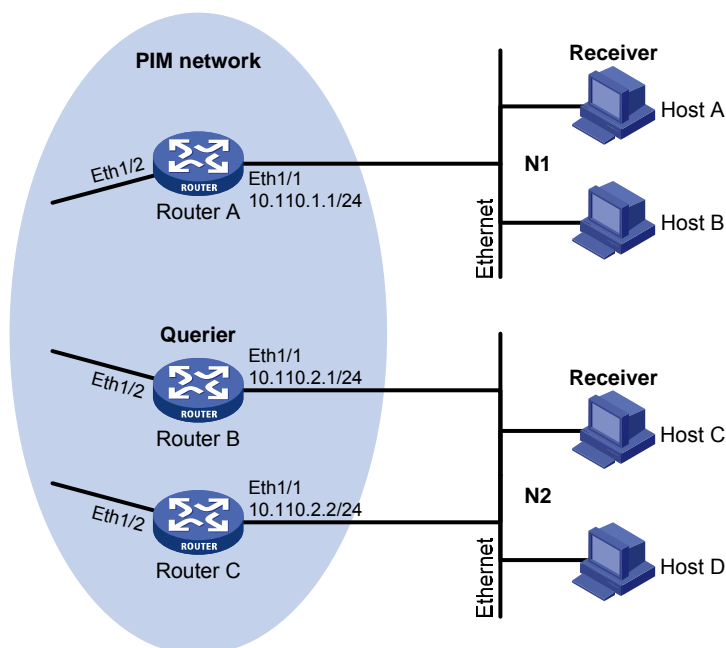 PIM network
Receiver
Host A
Eth1/2
ROUTER
Eth1/1
10.110.1.1/24
Router A
N1
Ethernet
Host B
Querier
Eth1/1
10.110.2.1/24
Eth1/2
ROUTER
Router B
Receiver
Host C
Eth1/1
10.110.2.2/24
Eth1/2
ROUTER
Router C
N2
Ethernet
Host D